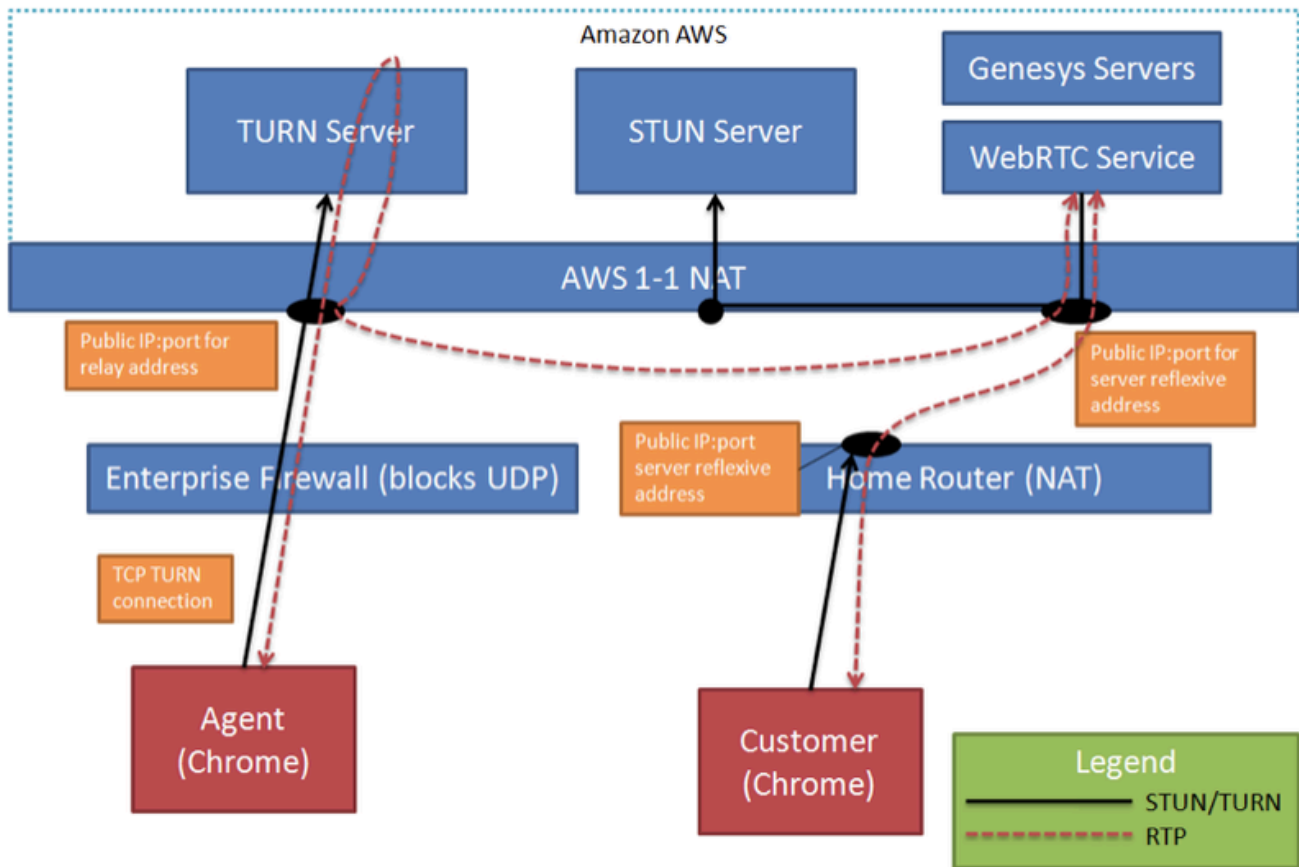 Amazon AWS
TURN Server
STUN Server
Genesys Servers
WebRTC Service
AWS 1-1 NAT
Public IP:port for
relay address
Public IP:port for
server reflexive
address
Public IP:port
server reflexive
address
Enterprise Firewall (blocks UDP)
Home Router (NAT)
TCP TURN
connection
Agent
(Chrome)
Customer
(Chrome)
Legend
STUN/TURN
RTP